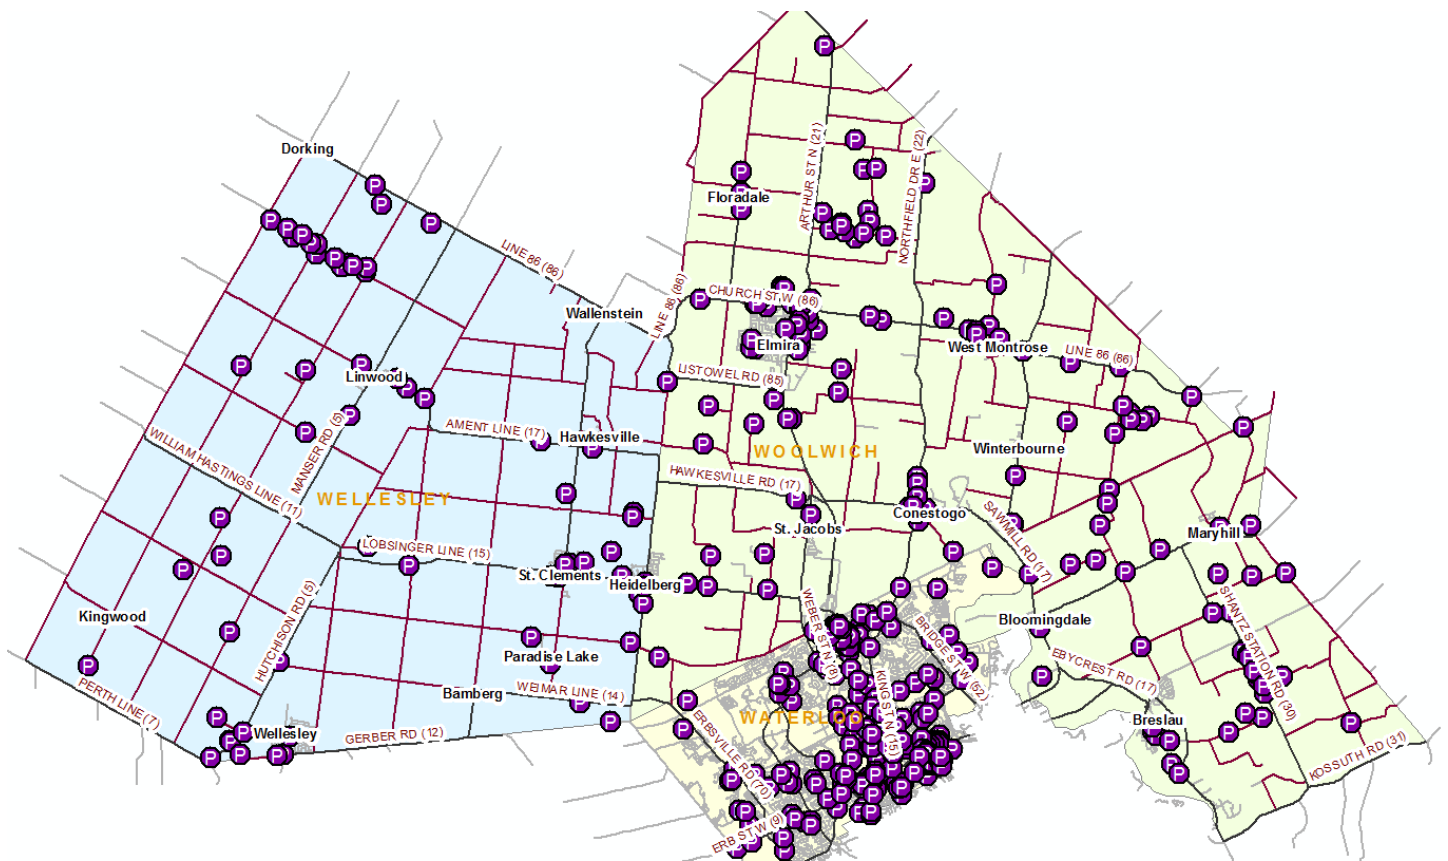 Dorking
LINE 86 (86)
Wallenstein
LINE 86 (86)
Floradale
ARTHUR ST N (21)
NORTHFIELD DR E (22)
CHURCH ST W (86)
Elmira
West Montrose
LINE 86 (86)
LISTOWEL RD (85)
Linwood
MANSER RD (5)
AMENT LINE (17)
Hawkesville
WILLIAM HASTINGS LINE (11)
WELLESLEY
WOOLWICH
Winterbourne
HAWKESVILLE RD (17)
St. Jacobs
Conestogo
SAWMILL RD (17)
Maryhill
LOBSINGER LINE (15)
St. Clements
Heidelberg
Kingwood
HUTCHISON RD (5)
Paradise Lake
WEBER ST N (8)
BRIDGE ST W (52)
Bloomingdale
SHANTZ STATION RD (30)
EBYCREST RD (17)
PERTH LINE (7)
Bamberg
WEIMAR LINE (14)
KING ST N (15)
WATERLOO
Breslau
Wellesley
GERBER RD (12)
ERBSVILLE RD (70)
KOSSUTH RD (31)
ERB ST W (9)